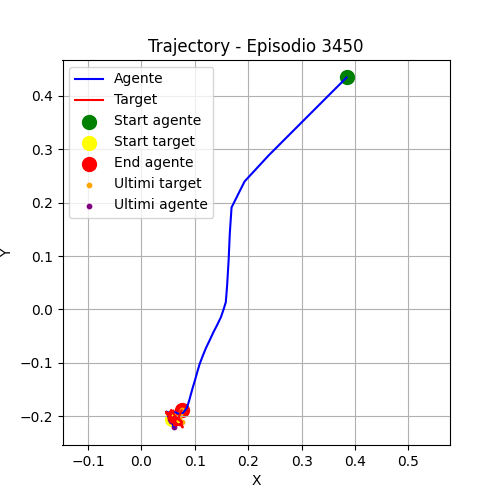 Trajectory - Episodio 3450
Agente
Target
Start agente
Start target
End agente
Ultimi target
Ultimi agente
0.4
0.3
0.2
0.1
0.0
−0.1
−0.2
Y
−0.1
0.0
0.1
0.2
0.3
0.4
0.5
X